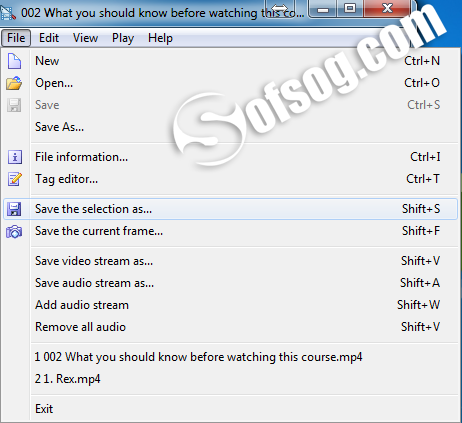 002 What you should know before watching this co...
File Edit View Play Help
New Ctrl+N
Open... Ctrl+O
Save Ctrl+S
Save As...
File information... Ctrl+I
Tag editor... Ctrl+T
Save the selection as... Shift+S
Save the current frame... Shift+F
Save video stream as... Shift+V
Save audio stream as... Shift+A
Add audio stream Shift+W
Remove all audio Shift+V
1 002 What you should know before watching this course.mp4
2 1. Rex.mp4
Exit
Sofsog.com